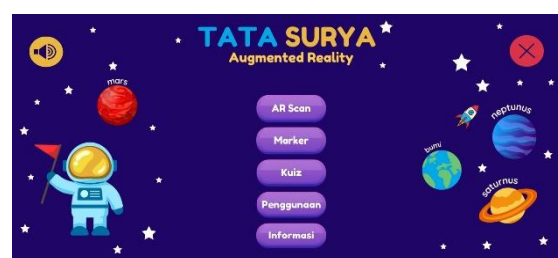 TATA SURYA
Augmented Reality
mars
AR Scan
Marker
Kuiz
Penggunaan
Informasi
neptunus
bumi
saturnus